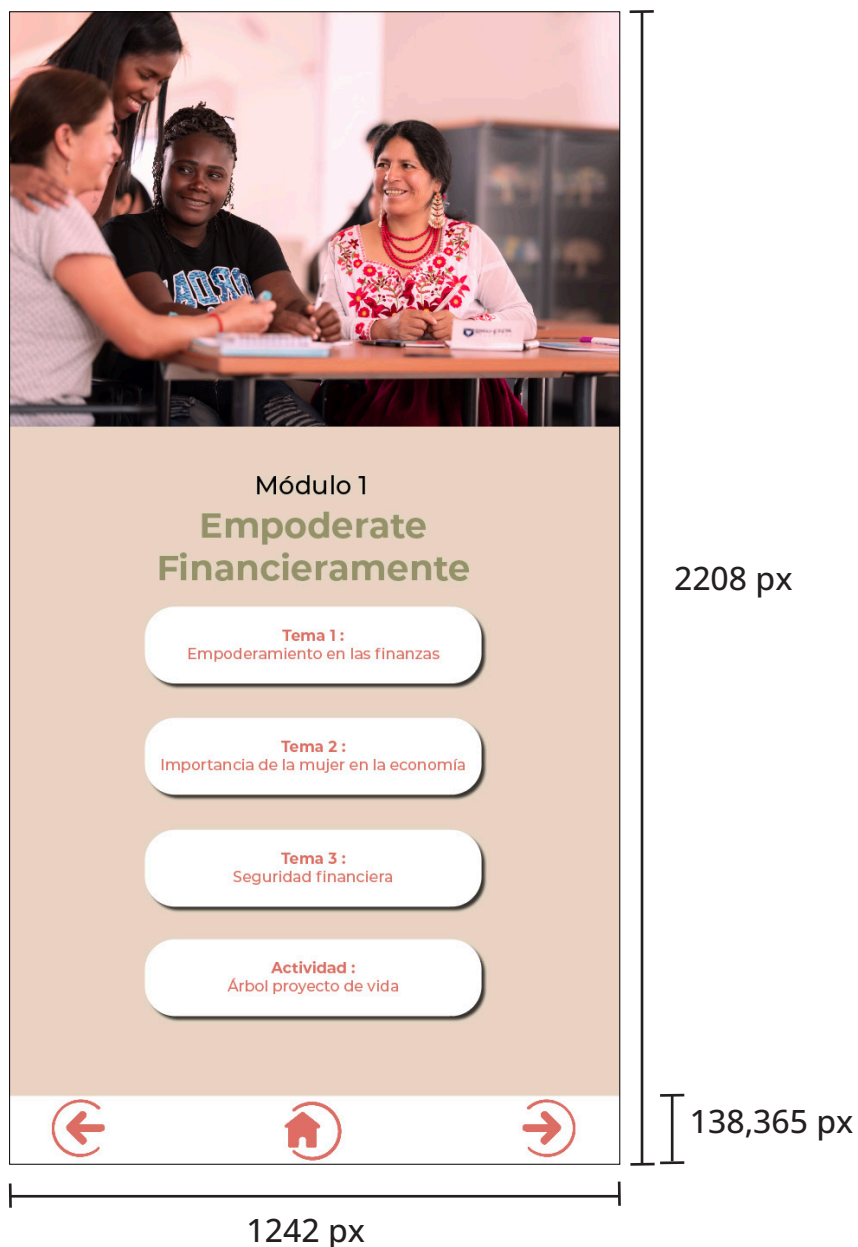 Módulo 1
Empoderate
Financieramente
Tema 1 :
Empoderamiento en las finanzas
Tema 2 :
Importancia de la mujer en la economía
Tema 3 :
Seguridad financiera
Actividad :
Árbol proyecto de vida
2208 px
138,365 px
1242 px